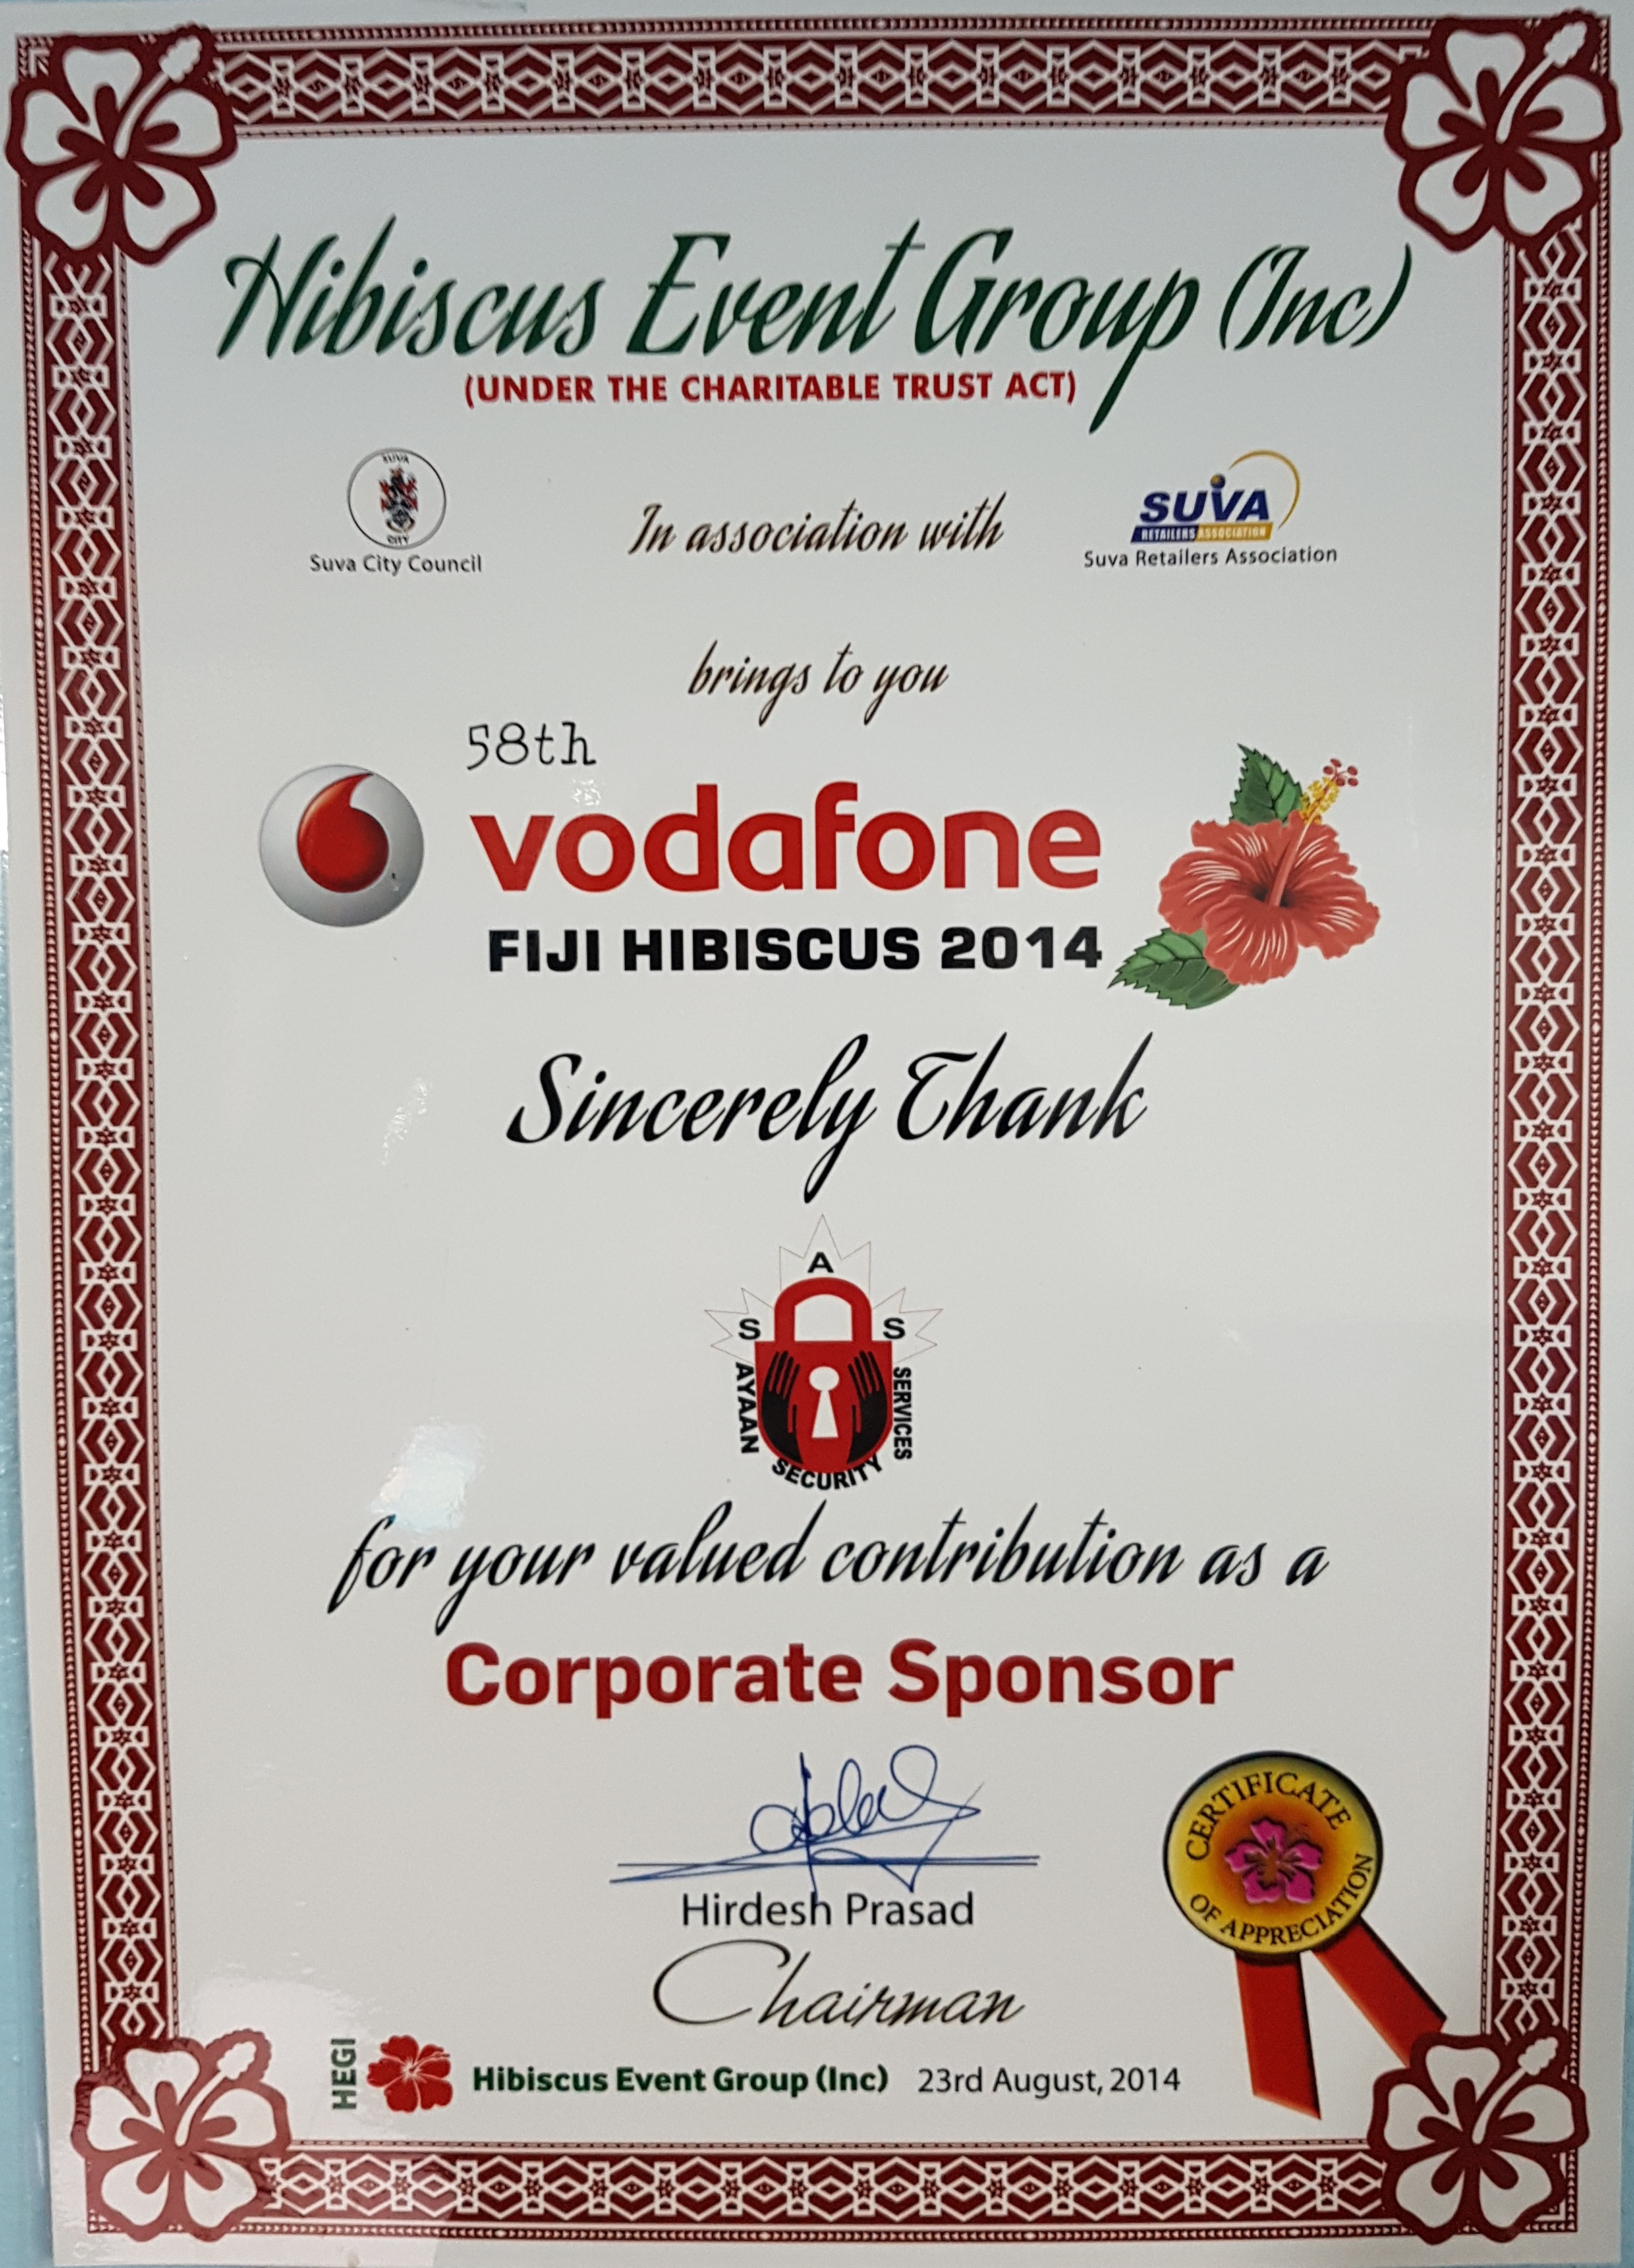 Hibiscus Event Group (Inc)
(UNDER THE CHARITABLE TRUST ACT)
SUVA
CITY
Suva City Council
In association with
SUVA
RETAILERS ASSOCIATION
Suva Retailers Association
brings to you
58th
vodafone
FIJI HIBISCUS 2014
Sincerely Thank
A
S S
AYAAN
SECURITY
SERVICES
for your valued contribution as a
Corporate Sponsor
Hirdesh Prasad
Chairman
CERTIFICATE
OF APPRECIATION
HEGI
Hibiscus Event Group (Inc) 23rd August, 2014